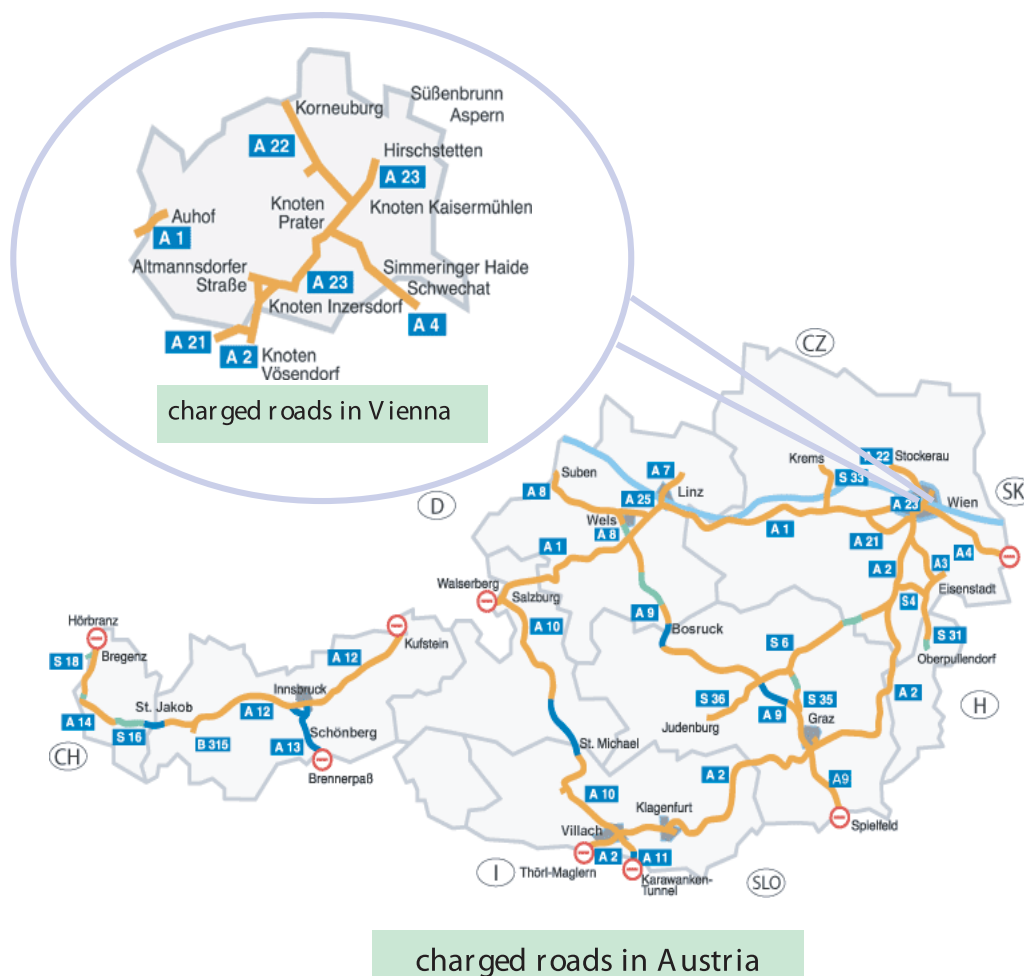 Korneuburg
Süßenbrunn
Aspern
A 22
Hirschstetten
A 23
Knoten
Prater
Knoten Kaisermühlen
Auhof
A 1
Altmannsdorfer
Straße
A 23
Simmeringer Haide
Schwechat
Knoten Inzersdorf
A 4
A 21
A 2
Knoten
Vösendorf
charged roads in Vienna
CZ
Krems
A 22
Stockerau
Suben
A 7
S 33
A 8
A 25
Linz
D
A 23
Wien
SK
Wels
A 8
A 1
A 21
A 1
A 2
A 3
A 4
Walserberg
Salzburg
Eisenstadt
S4
A 9
A 10
Bosruck
S 6
S 31
Oberpullendorf
Hörbranz
Bregenz
S 18
Kufstein
A 12
Innsbruck
St. Jakob
A 12
A 14
S 16
B 315
A 13
Schönberg
Brennerpaß
CH
S 36
Judenburg
A 9
S 35
Graz
A 2
H
St. Michael
A 2
A9
A 10
Klagenfurt
Spielfeld
Villach
A 2
A 11
I
Thörl-Maglern
Karawanken-
Tunnel
SLO
charged roads in Austria